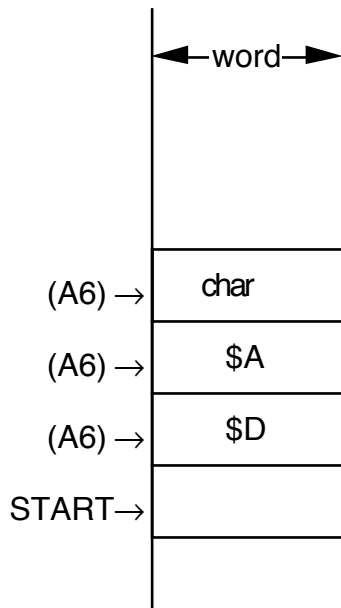 word
(A6) → char
(A6) → $A
(A6) → $D
START→